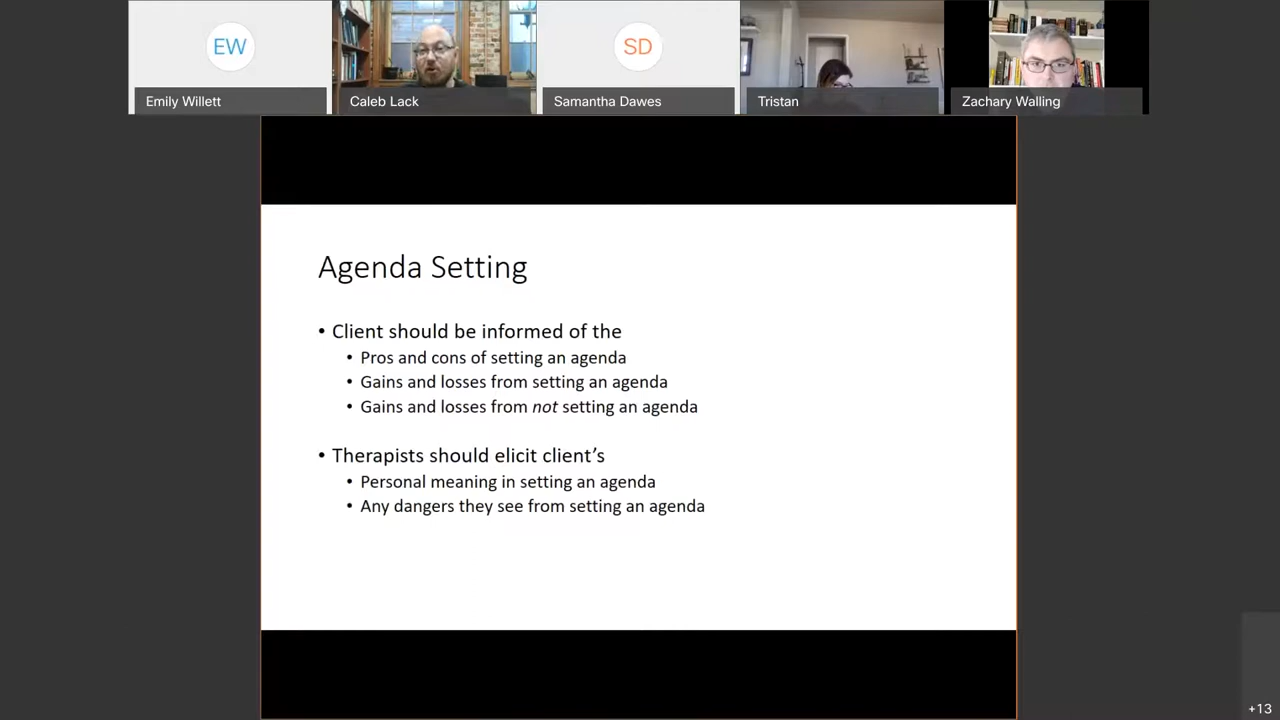 EW
SD
Emily Willett
Caleb Lack
Samantha Dawes
Tristan
Zachary Walling
Agenda Setting
• Client should be informed of the
• Pros and cons of setting an agenda
• Gains and losses from setting an agenda
• Gains and losses from not setting an agenda
• Therapists should elicit client's
• Personal meaning in setting an agenda
• Any dangers they see from setting an agenda
+13